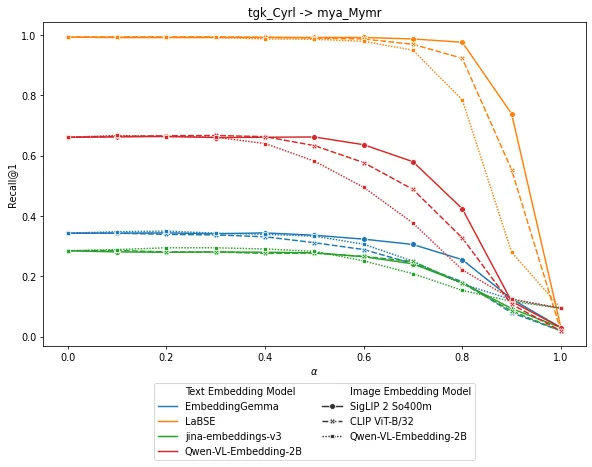 tgk_Cyrl -> mya_Mymr
Recall@1
1.0
0.8
0.6
0.4
0.2
0.0
0.0 0.2 0.4 0.6 0.8 1.0
α
Text Embedding Model
EmbeddingGemma
LaBSE
jina-embeddings-v3
Qwen-VL-Embedding-2B
Image Embedding Model
SigLIP 2 So400m
CLIP ViT-B/32
Qwen-VL-Embedding-2B